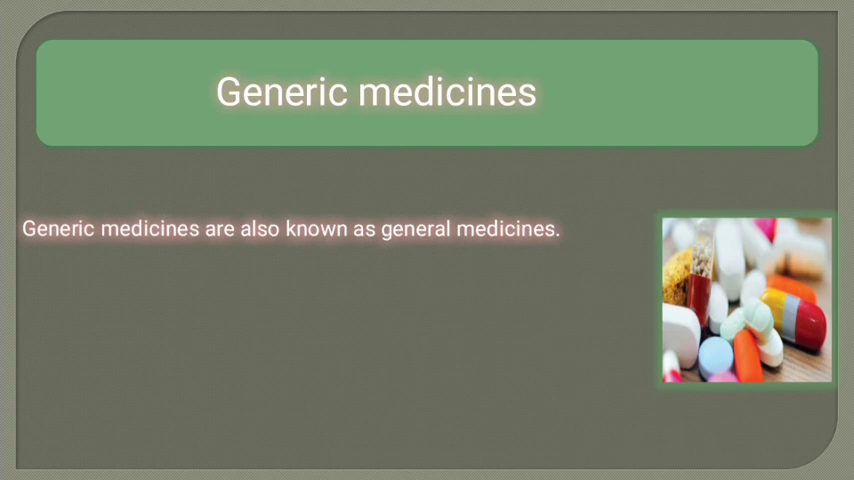 Generic medicines
Generic medicines are also known as general medicines.